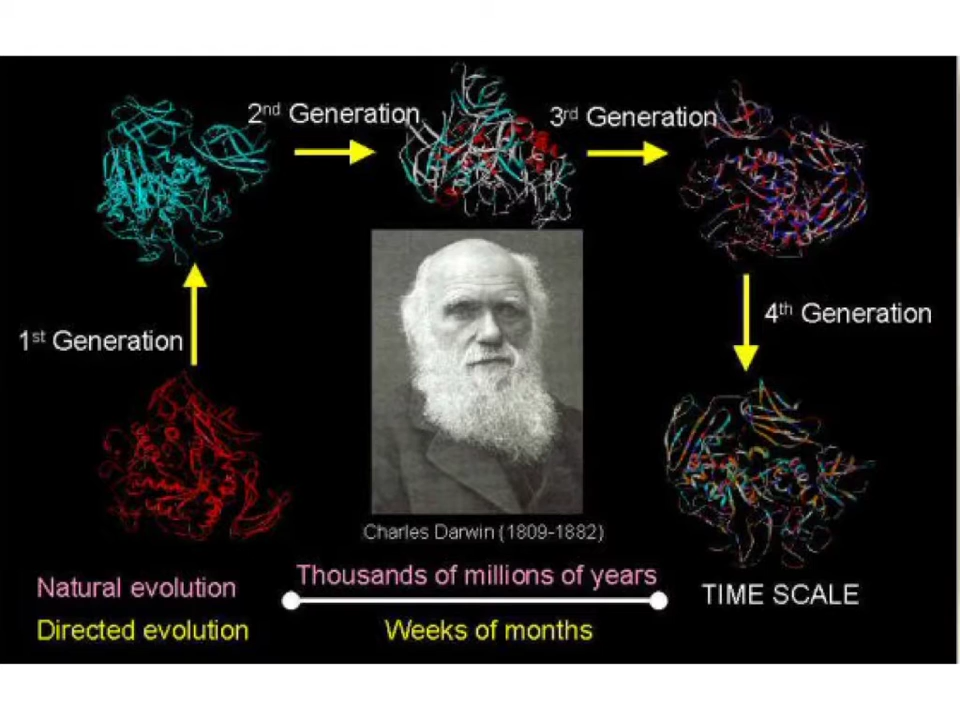 2nd Generation
3rd Generation
1st Generation
4th Generation
Charles Darwin (1809-1882)
Natural evolution
Thousands of millions of years
TIME SCALE
Directed evolution
Weeks of months